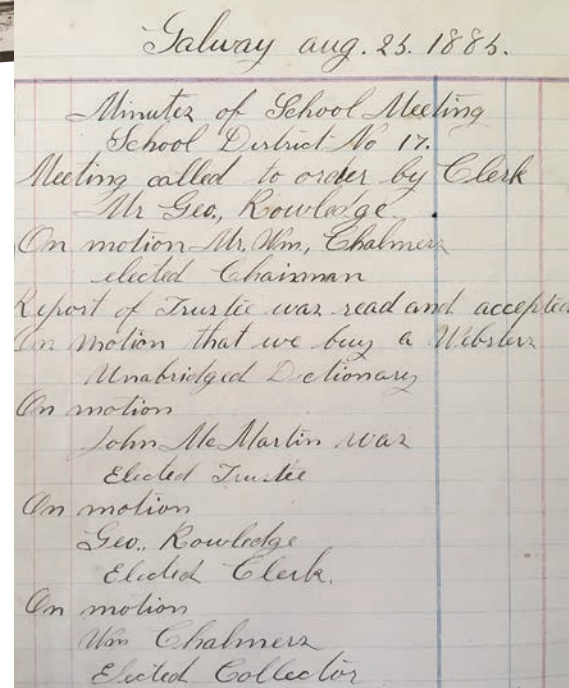 Galway Aug. 25. 1885.
Minutes of School Meeting
School District No 17.
Meeting called to order by Clerk
Mr Geo, Rowledge.
On motion Mr. Wm, Chalmers
elected Chairman
Report of Trustee was read and accepted
On motion that we buy a Websters
Unabridged Dictionary
On motion
John McMartin was
Elected Trustee
On motion
Geo.. Rowledge
Elected Clerk.
On motion
Wm Chalmers
Elected Collector